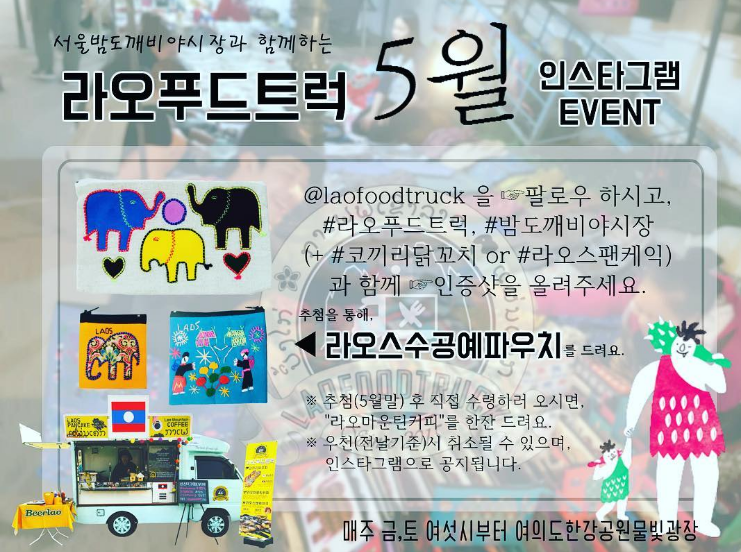 서울밤도깨비야시장과 함께하는
라오푸드트럭 5월 인스타그램 EVENT
@laofoodtruck 을 ☞팔로우 하시고,
#라오푸드트럭, #밤도깨비야시장
(+ #코끼리닭꼬치 or #라오스팬케익)
과 함께 ☞인증샷을 올려주세요.
추첨을 통해,
◀ 라오스수공예파우치를 드려요.
※ 추첨(5월말) 후 직접 수령하러 오시면,
"라오마운틴커피"를 한잔 드려요.
※ 우천(전날기준)시 취소될 수 있으며,
인스타그램으로 공지됩니다.
LAOFOODTRUCK
LAOS
LAOS
LAOS
PANCAKE
COFFEE
Beerlao
매주 금,토 여섯시부터 여의도한강공원물빛광장